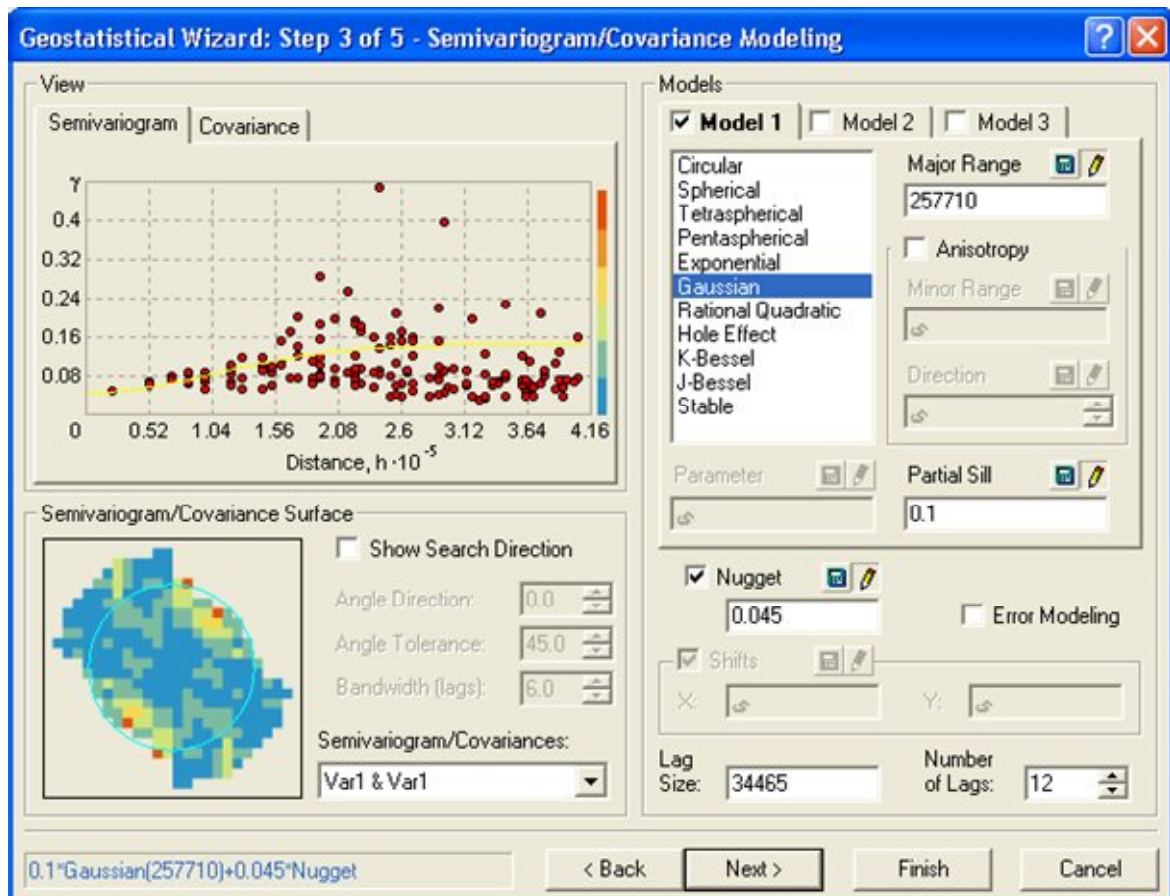 Geostatistical Wizard: Step 3 of 5 - Semivariogram/Covariance Modeling
View
Semivariogram
Covariance
γ
0.4
0.32
0.24
0.16
0.08
0 0.52 1.04 1.56 2.08 2.6 3.12 3.64 4.16
Distance, h·10⁻⁵
Semivariogram/Covariance Surface
Show Search Direction
Angle Direction: 0.0
Angle Tolerance: 45.0
Bandwidth (lags): 6.0
Semivariogram/Covariances:
Var1 & Var1
Models
Model 1
Model 2
Model 3
Circular
Spherical
Tetraspherical
Pentaspherical
Exponential
Gaussian
Rational Quadratic
Hole Effect
K-Bessel
J-Bessel
Stable
Major Range
257710
Anisotropy
Minor Range
Direction
Parameter
Partial Sill
0.1
Nugget
0.045
Error Modeling
Shifts
X:
Y:
Lag
Size: 34465
Number
of Lags: 12
0.1*Gaussian(257710)+0.045*Nugget
< Back
Next >
Finish
Cancel